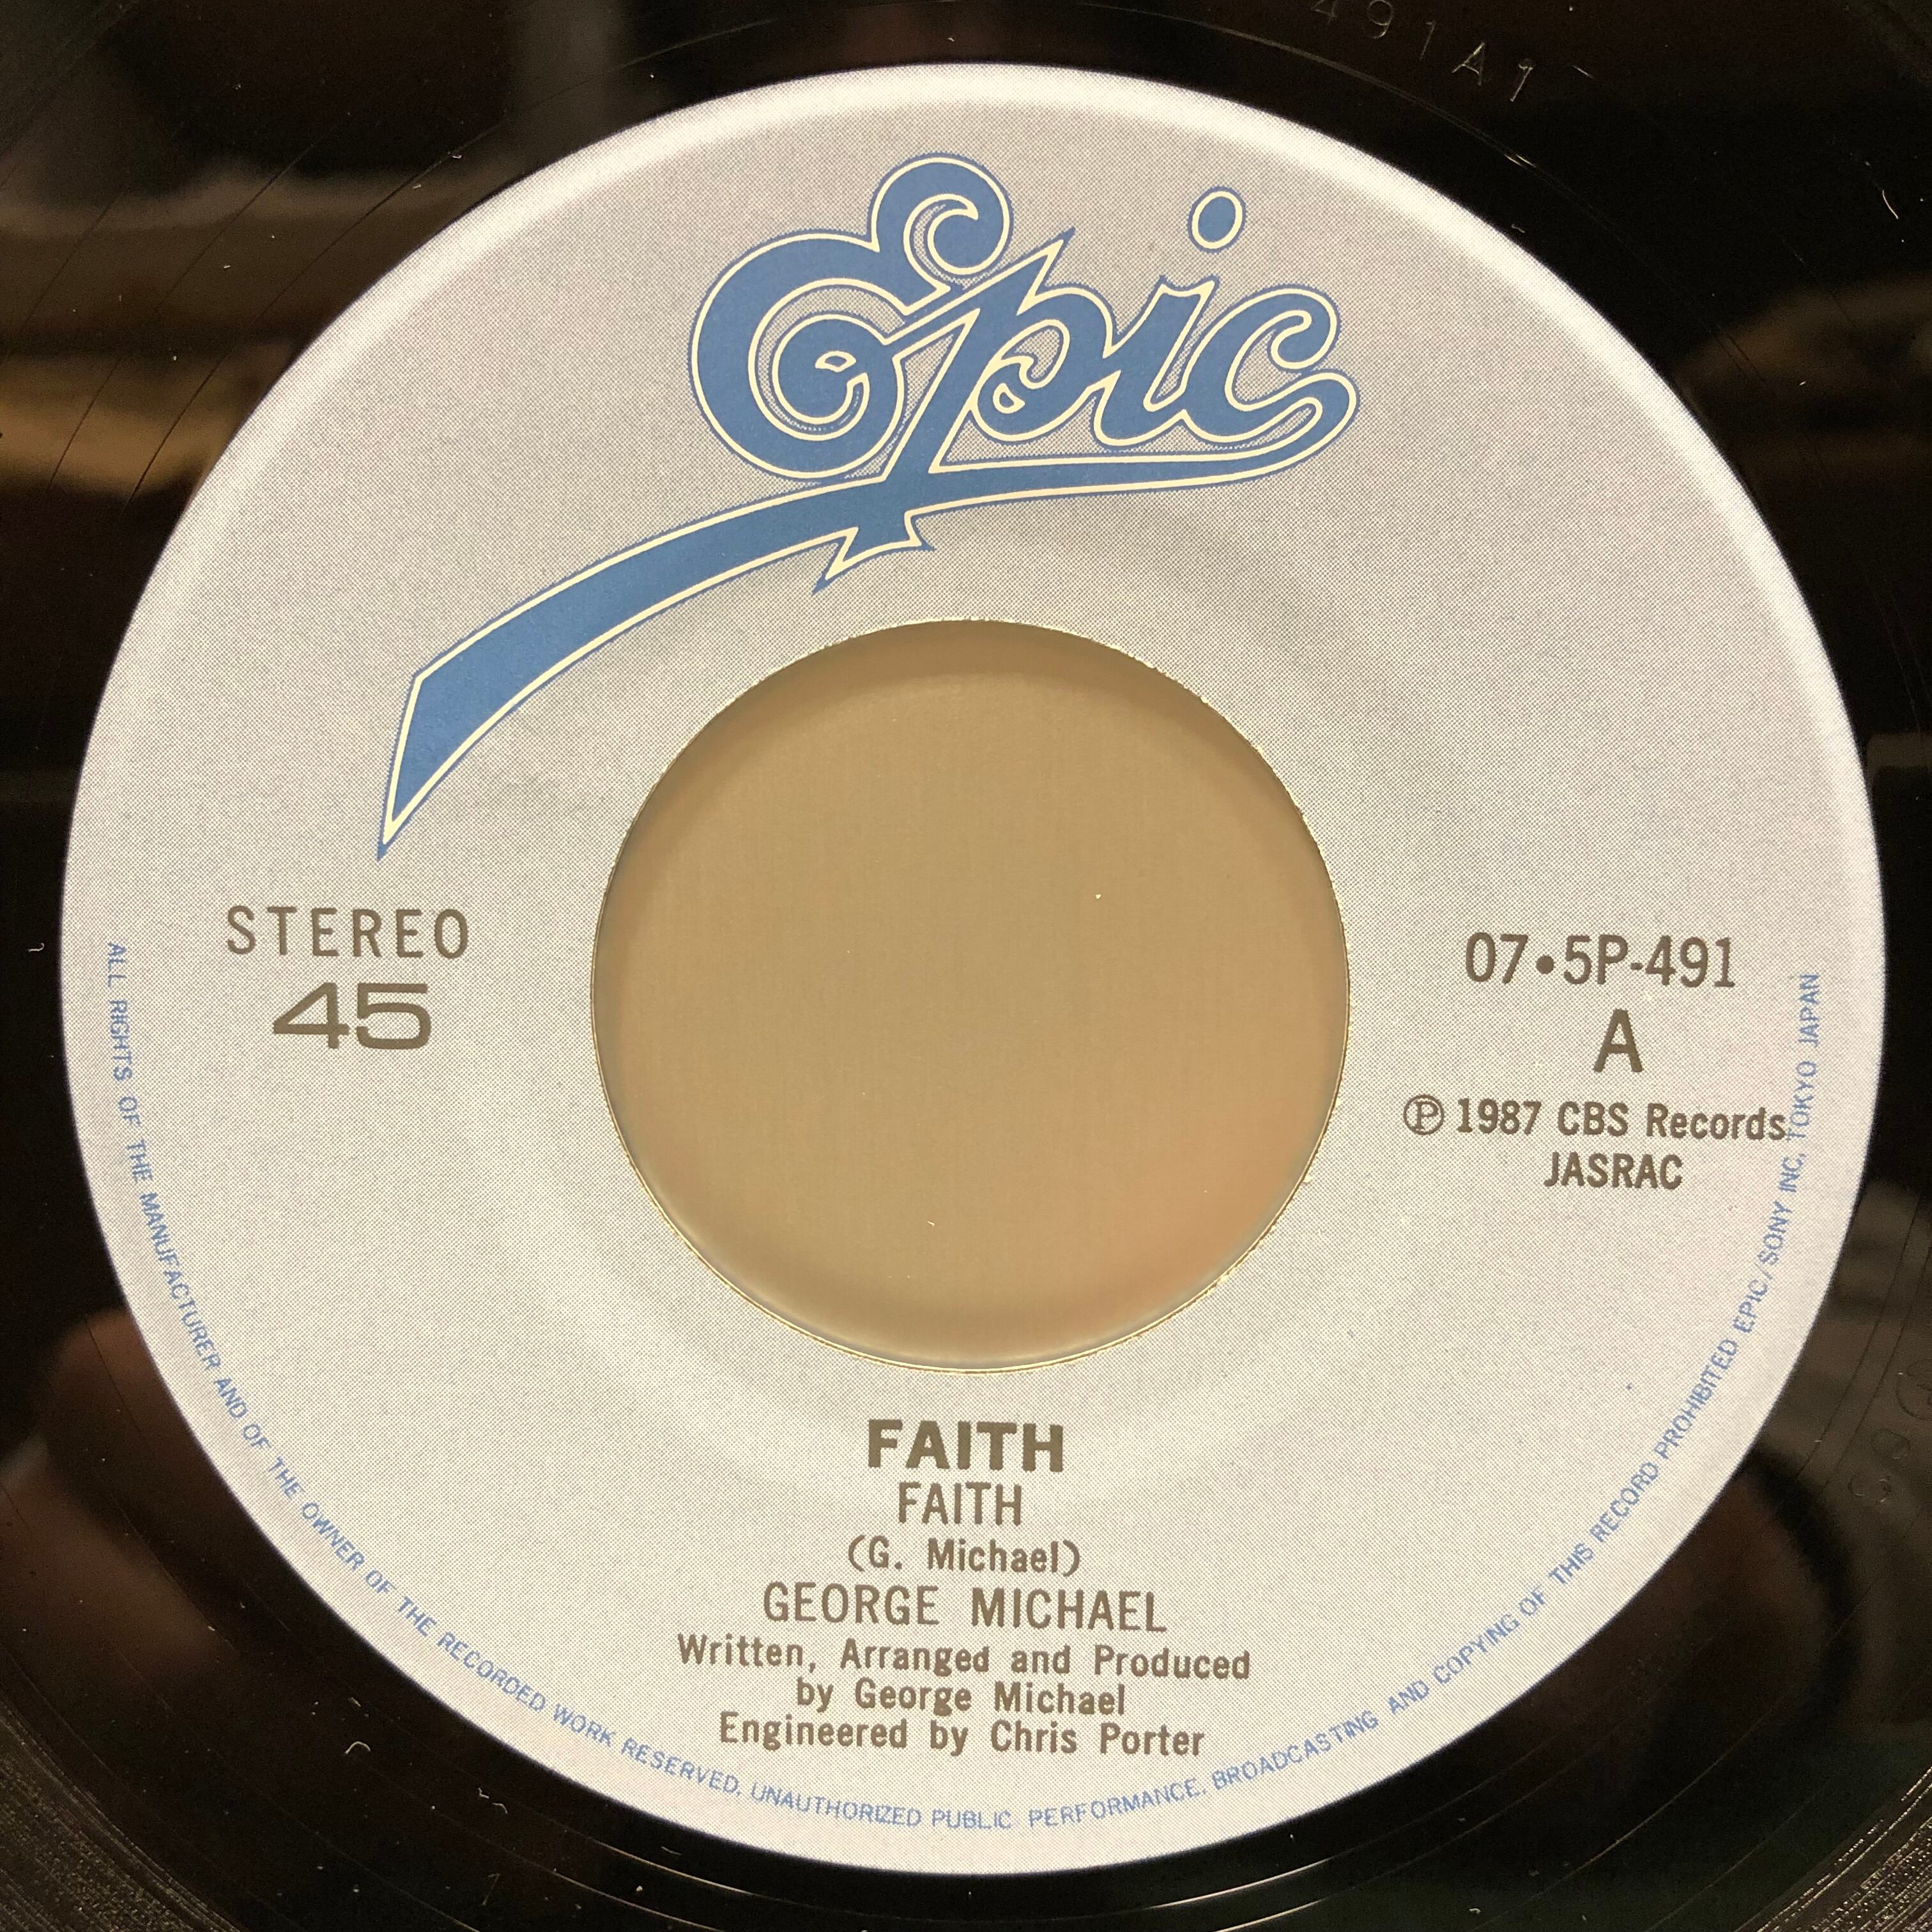 491A1
Epic
STEREO
45
07•5P-491
A
Ⓟ 1987 CBS Records
JASRAC
FAITH
FAITH
(G. Michael)
GEORGE MICHAEL
Written, Arranged and Produced
by George Michael
Engineered by Chris Porter
ALL RIGHTS OF THE MANUFACTURER AND OF THE OWNER OF THE RECORDED WORK RESERVED, UNAUTHORIZED PUBLIC PERFORMANCE, BROADCASTING AND COPYING OF THIS RECORD PROHIBITED EPIC/SONY INC, TOKYO JAPAN